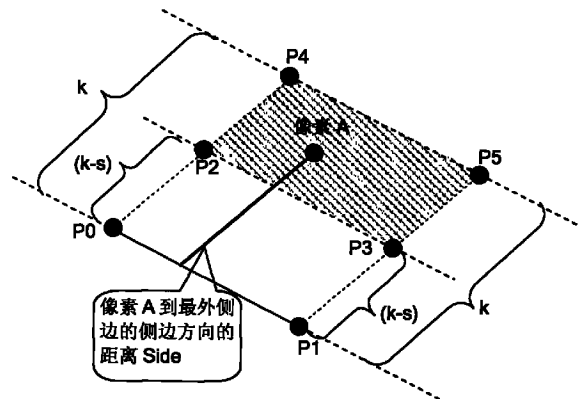 P4
k
像素 A
(k-s)
P2
P5
P0
P3
像素 A 到最外侧
边的侧边方向的
距离 Side
P1
(k-s)
k